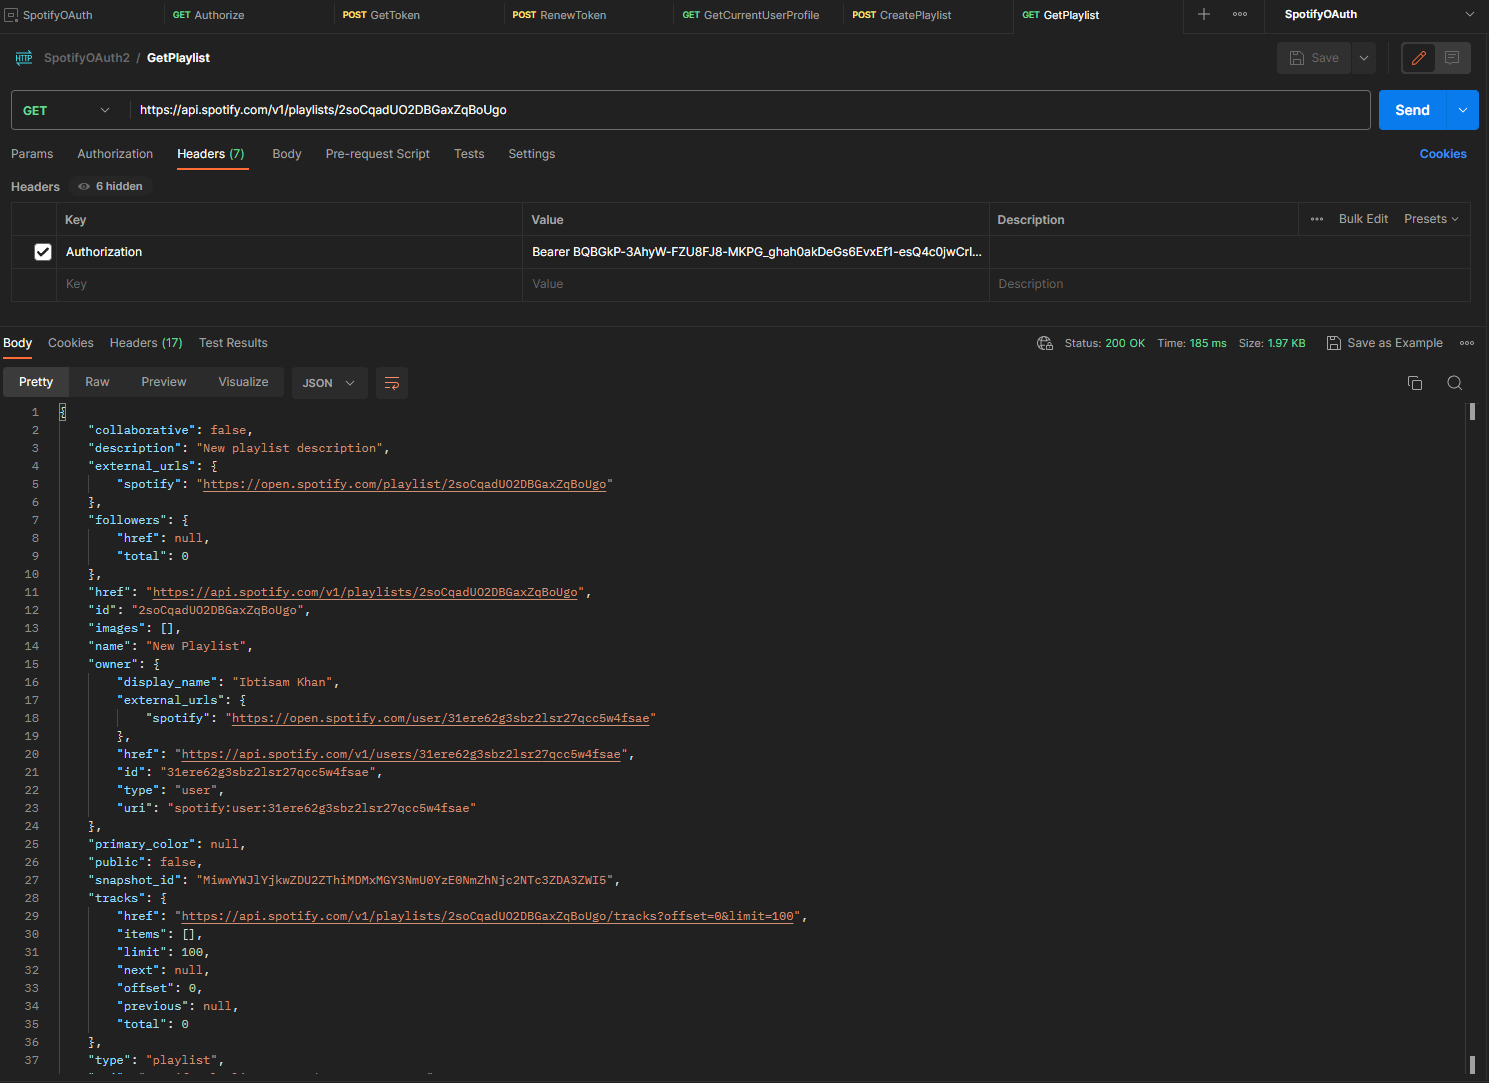 SpotifyOAuth GET Authorize POST GetToken POST RenewToken GET GetCurrentUserProfile POST CreatePlaylist GET GetPlaylist SpotifyOAuth
HTTP SpotifyOAuth2 / GetPlaylist Save
GET https://api.spotify.com/v1/playlists/2soCqadUO2DBGaxZqBoUgo Send
Params Authorization Headers (7) Body Pre-request Script Tests Settings Cookies
Headers 6 hidden
Key Value Description Bulk Edit Presets
Authorization Bearer BQBGkP-3AhyW-FZU8FJ8-MKPG_ghah0akDeGs6EvxEf1-esQ4c0jwCrI...
Key Value Description
Body Cookies Headers (17) Test Results Status: 200 OK Time: 185 ms Size: 1.97 KB Save as Example
Pretty Raw Preview Visualize JSON
1 {
2 "collaborative": false,
3 "description": "New playlist description",
4 "external_urls": {
5 "spotify": "https://open.spotify.com/playlist/2soCqadUO2DBGaxZqBoUgo"
6 },
7 "followers": {
8 "href": null,
9 "total": 0
10 },
11 "href": "https://api.spotify.com/v1/playlists/2soCqadUO2DBGaxZqBoUgo",
12 "id": "2soCqadUO2DBGaxZqBoUgo",
13 "images": [],
14 "name": "New Playlist",
15 "owner": {
16 "display_name": "Ibtisam Khan",
17 "external_urls": {
18 "spotify": "https://open.spotify.com/user/31ere62g3sbz2lsr27qcc5w4fsae"
19 },
20 "href": "https://api.spotify.com/v1/users/31ere62g3sbz2lsr27qcc5w4fsae",
21 "id": "31ere62g3sbz2lsr27qcc5w4fsae",
22 "type": "user",
23 "uri": "spotify:user:31ere62g3sbz2lsr27qcc5w4fsae"
24 },
25 "primary_color": null,
26 "public": false,
27 "snapshot_id": "MiwwYWJlYjkwZDU2ZThiMDMxMGY3NmU0YzE0NmZhNjc2NTc3ZDA3ZWI5",
28 "tracks": {
29 "href": "https://api.spotify.com/v1/playlists/2soCqadUO2DBGaxZqBoUgo/tracks?offset=0&limit=100",
30 "items": [],
31 "limit": 100,
32 "next": null,
33 "offset": 0,
34 "previous": null,
35 "total": 0
36 },
37 "type": "playlist",